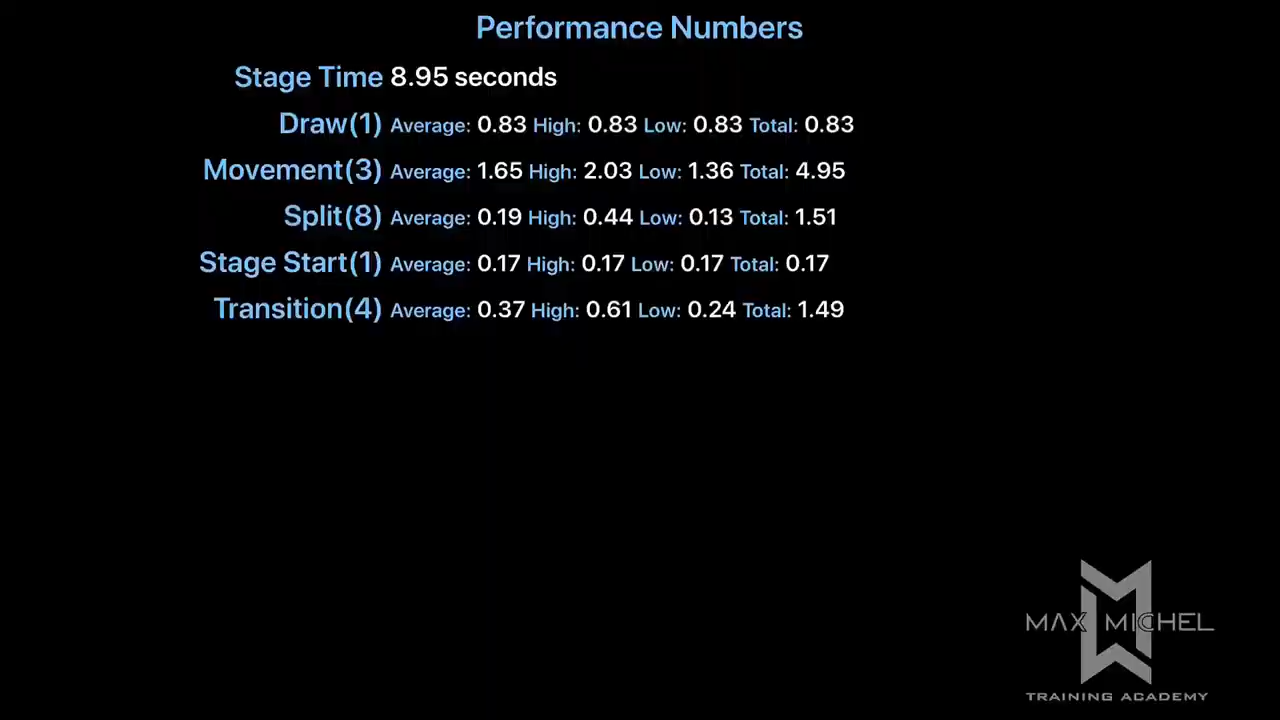 Performance Numbers
Stage Time 8.95 seconds
Draw(1) Average: 0.83 High: 0.83 Low: 0.83 Total: 0.83
Movement(3) Average: 1.65 High: 2.03 Low: 1.36 Total: 4.95
Split(8) Average: 0.19 High: 0.44 Low: 0.13 Total: 1.51
Stage Start(1) Average: 0.17 High: 0.17 Low: 0.17 Total: 0.17
Transition(4) Average: 0.37 High: 0.61 Low: 0.24 Total: 1.49
MAX MICHEL
TRAINING ACADEMY